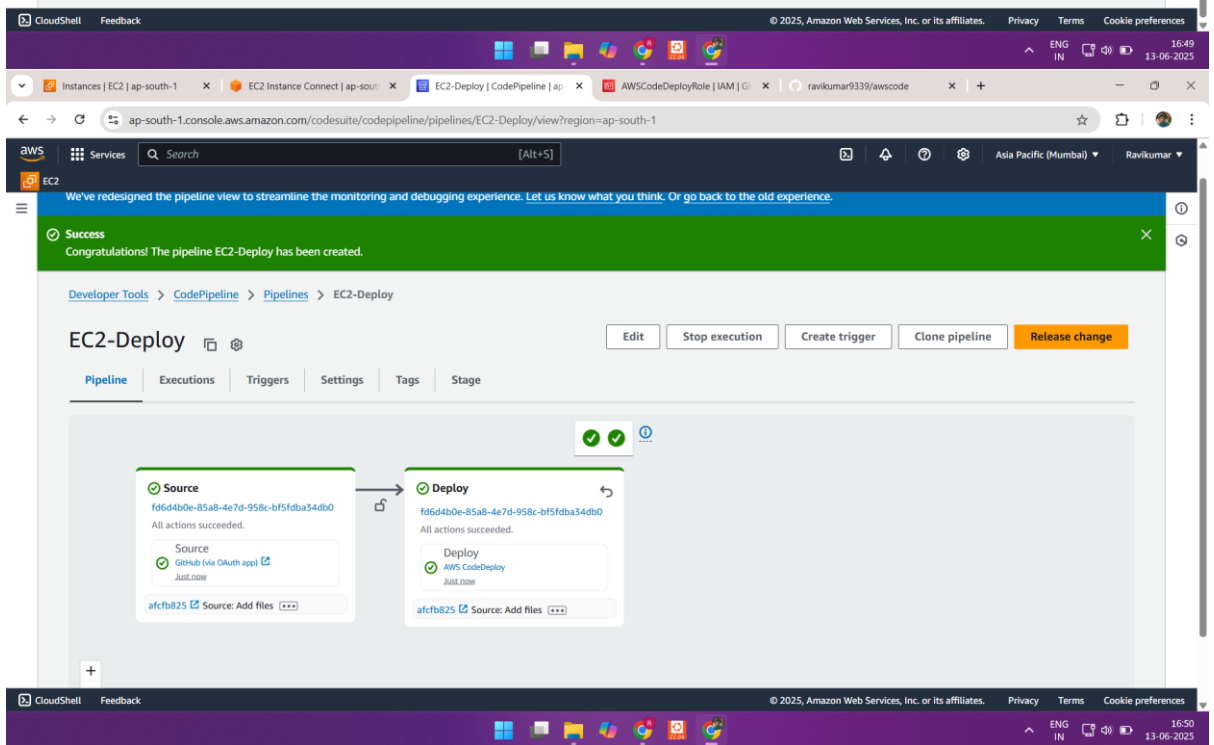 CloudShell Feedback © 2025, Amazon Web Services, Inc. or its affiliates. Privacy Terms Cookie preferences
ENG 16:49
IN 13-06-2025
Instances | EC2 | ap-south-1 EC2 Instance Connect | ap-sout EC2-Deploy | CodePipeline | ap AWSCodeDeployRole | IAM | Gl ravikumar9339/awscode
ap-south-1.console.aws.amazon.com/codesuite/codepipeline/pipelines/EC2-Deploy/view?region=ap-south-1
aws Services Search [Alt+S] Asia Pacific (Mumbai) Ravikumar
EC2
We've redesigned the pipeline view to streamline the monitoring and debugging experience. Let us know what you think. Or go back to the old experience.
Success
Congratulations! The pipeline EC2-Deploy has been created.
Developer Tools > CodePipeline > Pipelines > EC2-Deploy
EC2-Deploy Edit Stop execution Create trigger Clone pipeline Release change
Pipeline Executions Triggers Settings Tags Stage
Source
fd6d4b0e-85a8-4e7d-958c-bf5fdba34db0
All actions succeeded.
Source
GitHub (via OAuth app)
Just now
afcfb825 Source: Add files
Deploy
fd6d4b0e-85a8-4e7d-958c-bf5fdba34db0
All actions succeeded.
Deploy
AWS CodeDeploy
Just now
afcfb825 Source: Add files
CloudShell Feedback © 2025, Amazon Web Services, Inc. or its affiliates. Privacy Terms Cookie preferences
ENG 16:50
IN 13-06-2025